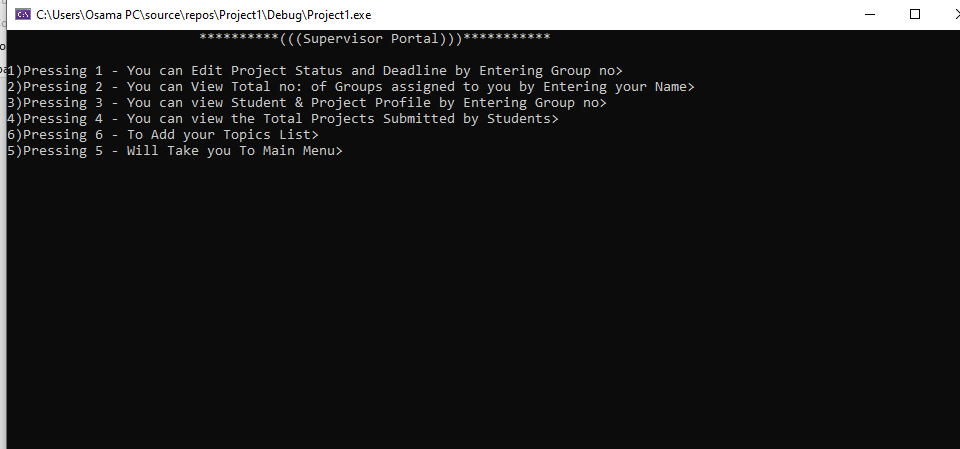 C:\Users\Osama PC\source\repos\Project1\Debug\Project1.exe
**********(((Supervisor Portal)))***********
1)Pressing 1 - You can Edit Project Status and Deadline by Entering Group no>
2)Pressing 2 - You can View Total no: of Groups assigned to you by Entering your Name>
3)Pressing 3 - You can view Student & Project Profile by Entering Group no>
4)Pressing 4 - You can view the Total Projects Submitted by Students>
6)Pressing 6 - To Add your Topics List>
5)Pressing 5 - Will Take you To Main Menu>